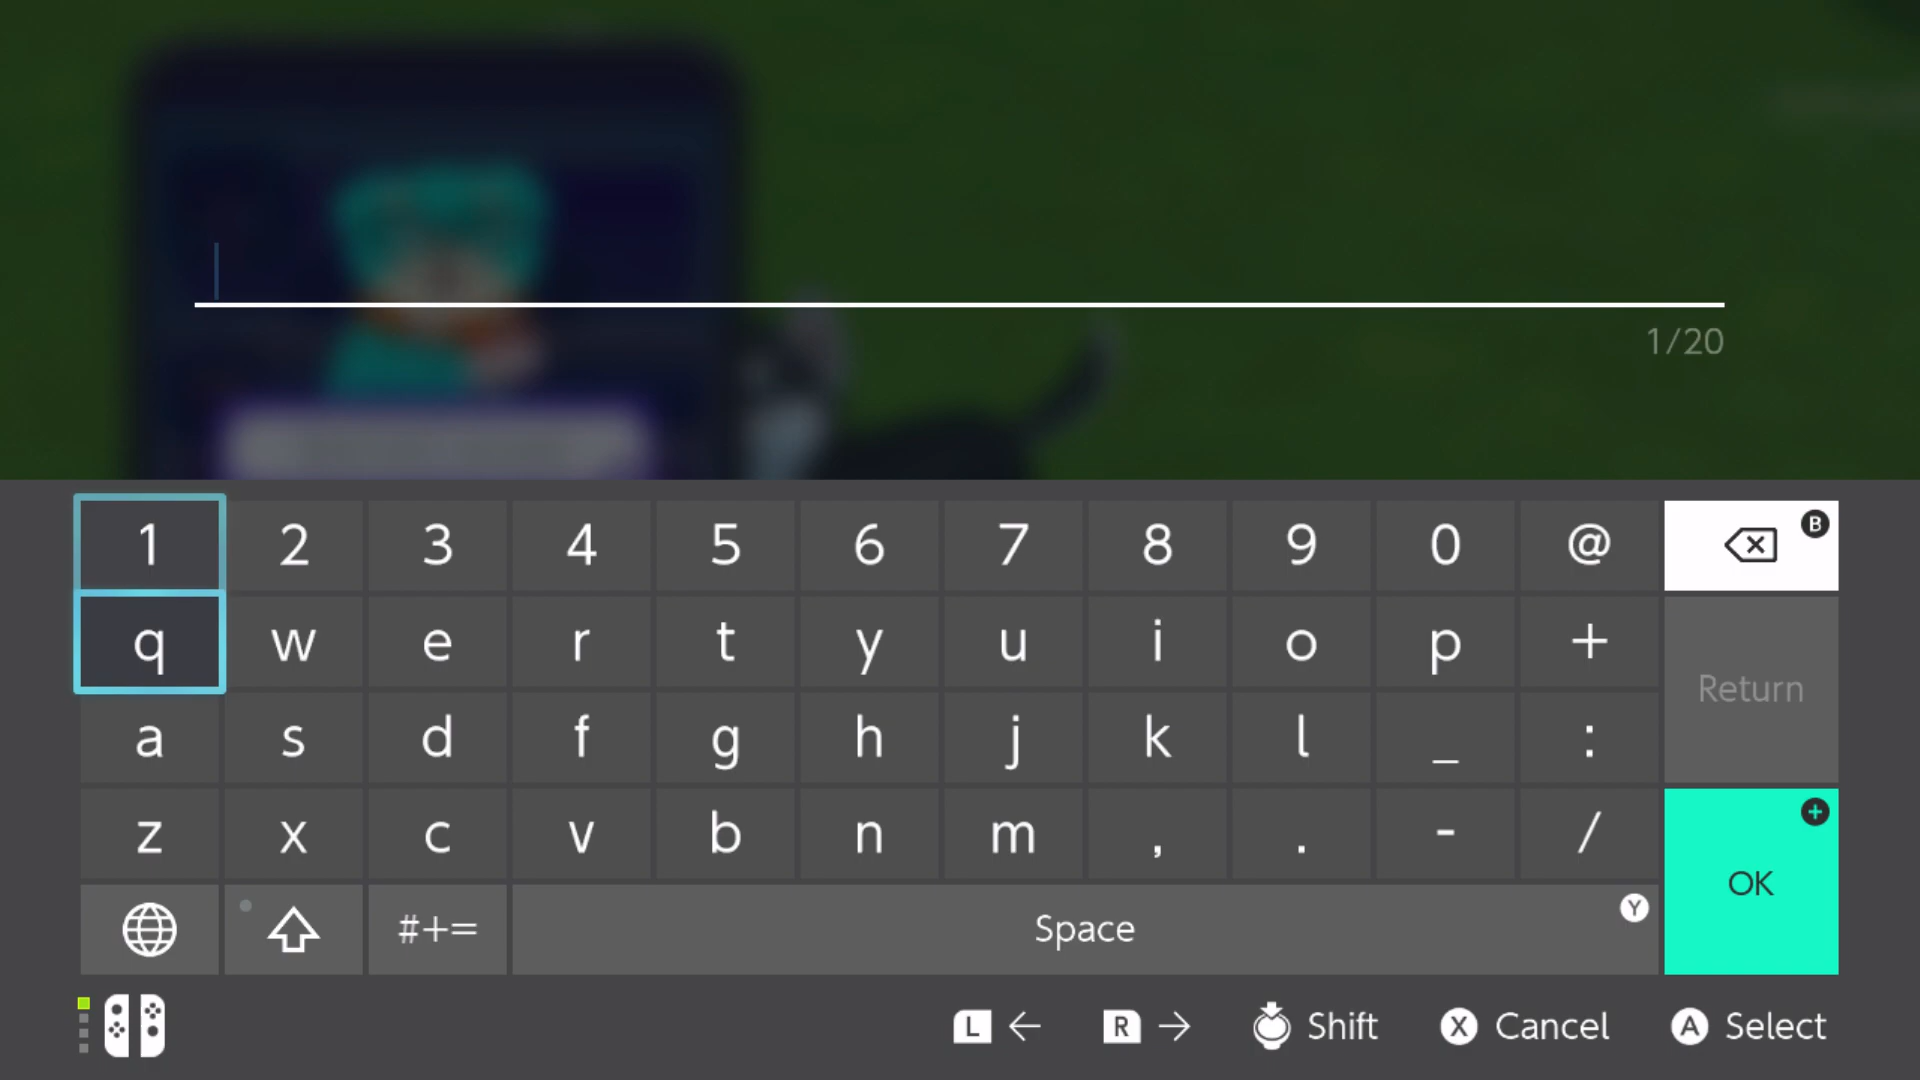 1/20
1 2 3 4 5 6 7 8 9 0 @ B
q w e r t y u i o p +
Return
a s d f g h j k l _ :
z x c v b n m , . - / +
OK
#+= Space Y
L ← R → Shift X Cancel A Select